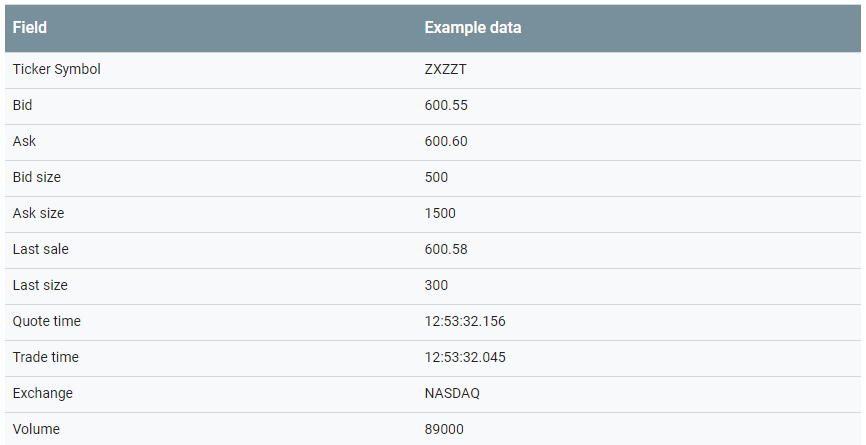 Field Example data
Ticker Symbol ZXZZT
Bid 600.55
Ask 600.60
Bid size 500
Ask size 1500
Last sale 600.58
Last size 300
Quote time 12:53:32.156
Trade time 12:53:32.045
Exchange NASDAQ
Volume 89000